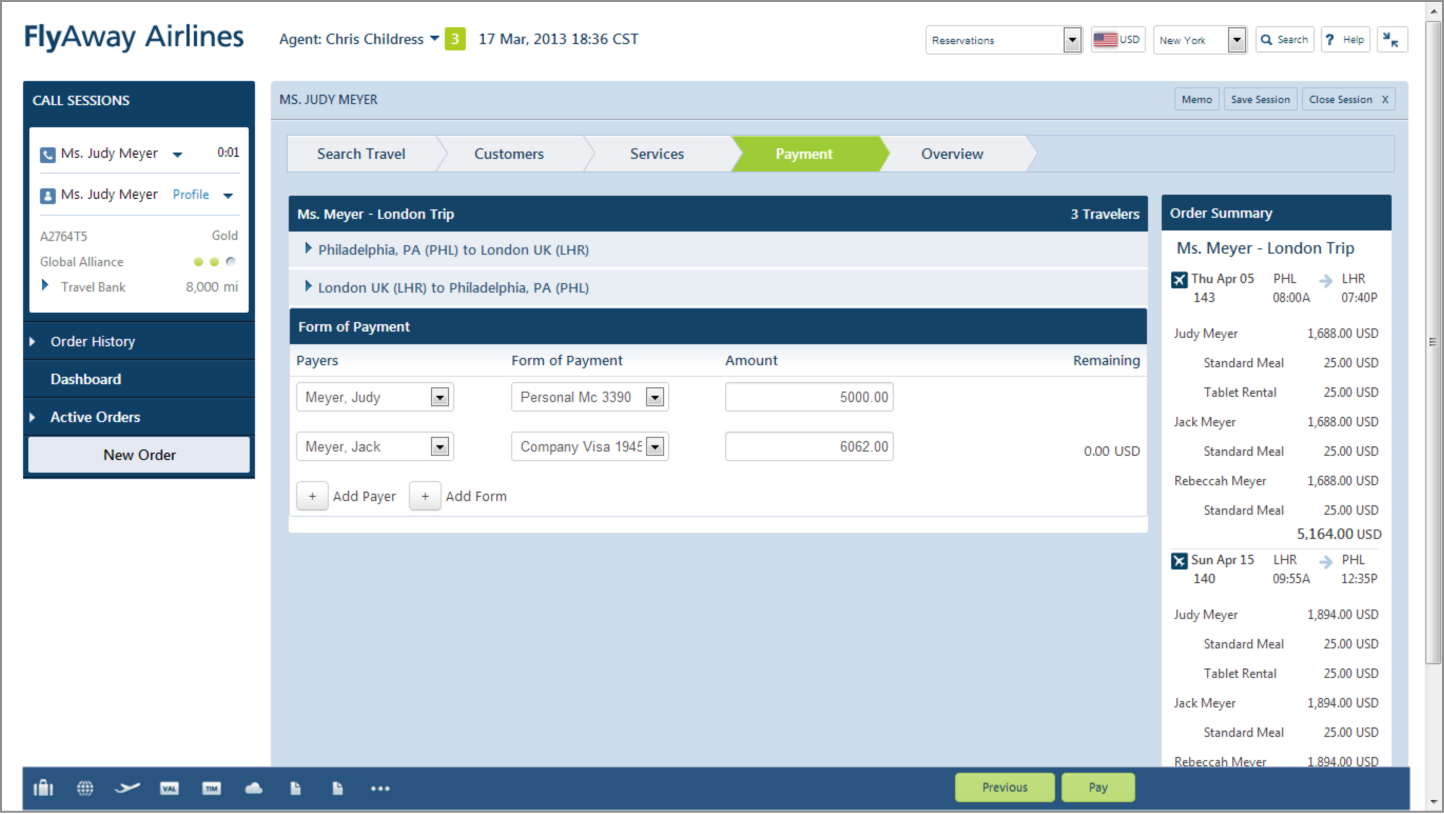 FlyAway Airlines
Agent: Chris Childress 3 17 Mar, 2013 18:36 CST
Reservations USD New York Search ? Help
CALL SESSIONS
Ms. Judy Meyer 0:01
Ms. Judy Meyer Profile
A2764T5 Gold
Global Alliance
Travel Bank 8,000 mi
Order History
Dashboard
Active Orders
New Order
MS. JUDY MEYER Memo Save Session Close Session X
Search Travel Customers Services Payment Overview
Ms. Meyer - London Trip 3 Travelers
Philadelphia, PA (PHL) to London UK (LHR)
London UK (LHR) to Philadelphia, PA (PHL)
Form of Payment
Payers Form of Payment Amount Remaining
Meyer, Judy Personal Mc 3390 5000.00
Meyer, Jack Company Visa 1945 6062.00 0.00 USD
+ Add Payer + Add Form
Order Summary
Ms. Meyer - London Trip
Thu Apr 05 PHL LHR
143 08:00A 07:40P
Judy Meyer 1,688.00 USD
Standard Meal 25.00 USD
Tablet Rental 25.00 USD
Jack Meyer 1,688.00 USD
Standard Meal 25.00 USD
Rebeccah Meyer 1,688.00 USD
Standard Meal 25.00 USD
5,164.00 USD
Sun Apr 15 LHR PHL
140 09:55A 12:35P
Judy Meyer 1,894.00 USD
Standard Meal 25.00 USD
Tablet Rental 25.00 USD
Jack Meyer 1,894.00 USD
Standard Meal 25.00 USD
Rebeccah Meyer 1,894.00 USD
VAL TIM Previous Pay